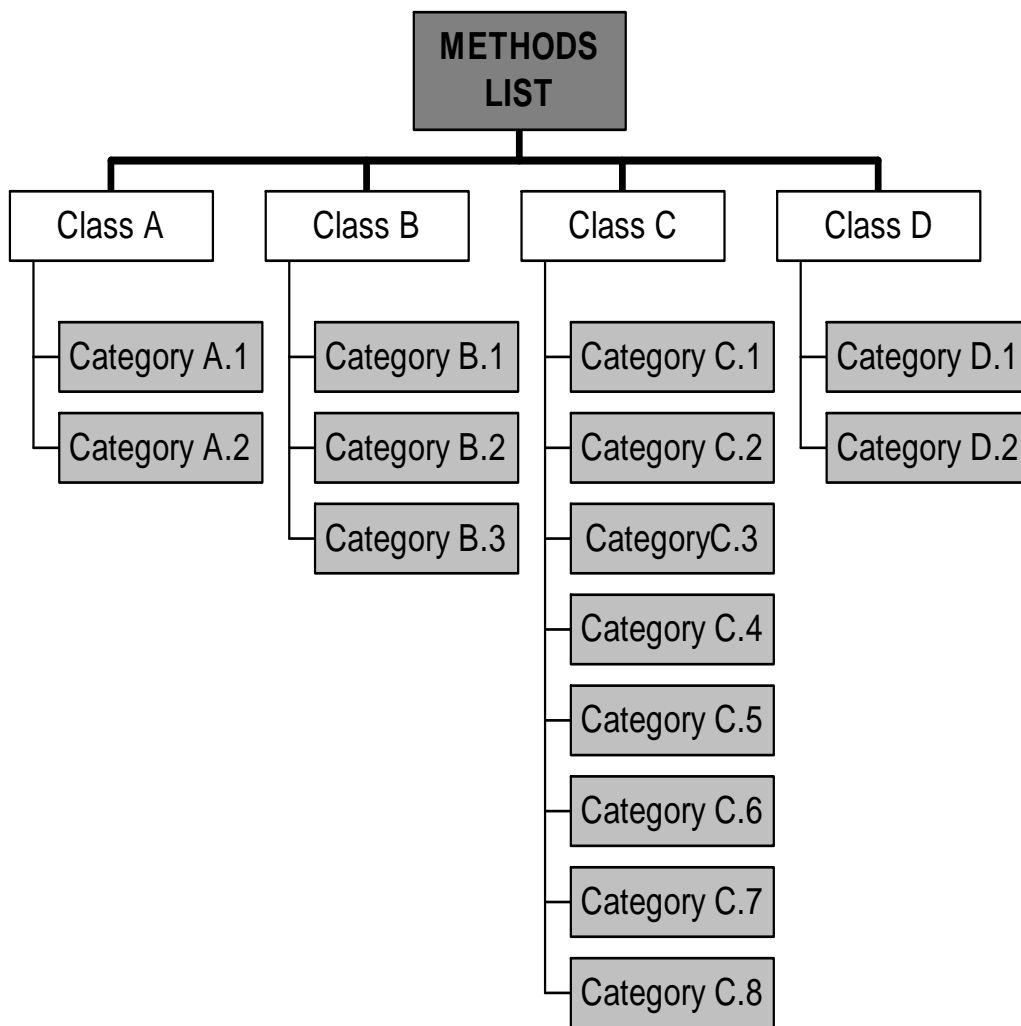 METHODS
LIST
Class A
Class B
Class C
Class D
Category A.1
Category B.1
Category C.1
Category D.1
Category A.2
Category B.2
Category C.2
Category D.2
Category B.3
CategoryC.3
Category C.4
Category C.5
Category C.6
Category C.7
Category C.8